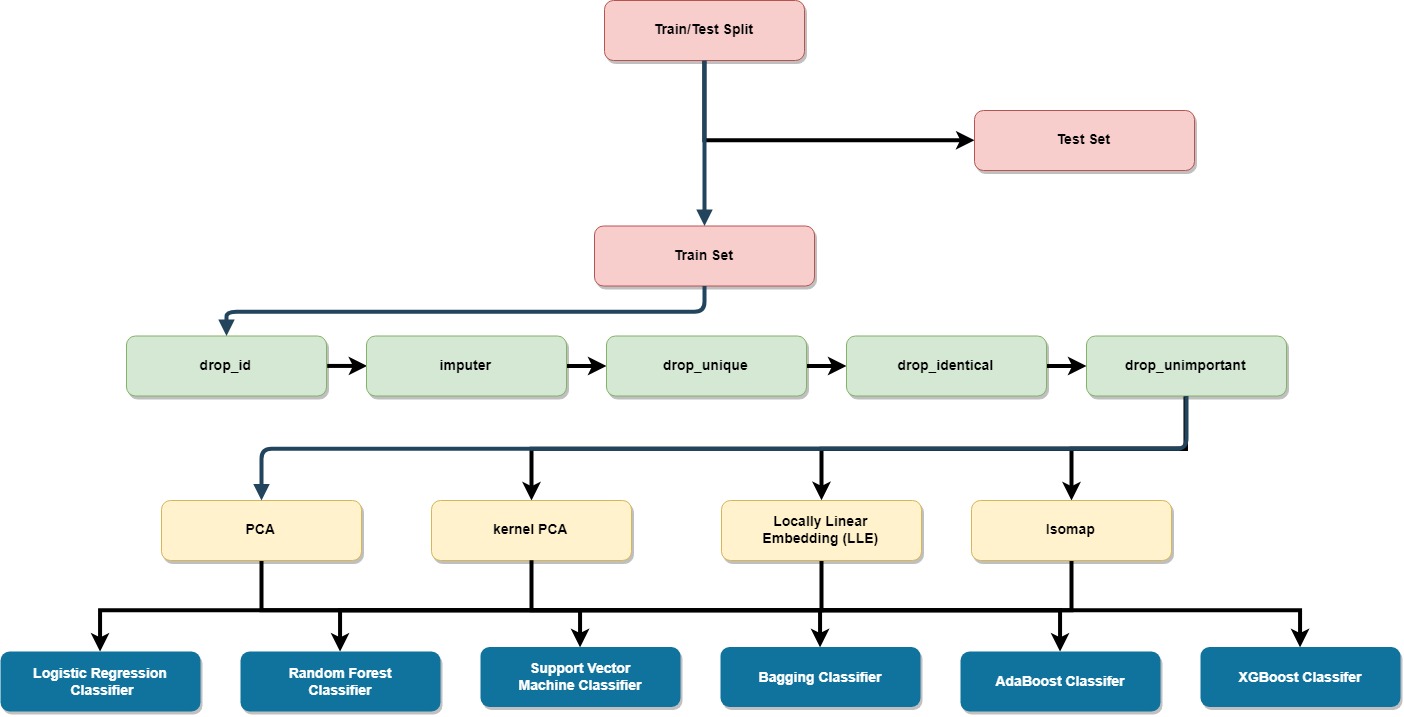 Train/Test Split
Test Set
Train Set
drop_id
imputer
drop_unique
drop_identical
drop_unimportant
PCA
kernel PCA
Locally Linear
Embedding (LLE)
Isomap
Logistic Regression
Classifier
Random Forest
Classifier
Support Vector
Machine Classifier
Bagging Classifier
AdaBoost Classifer
XGBoost Classifer